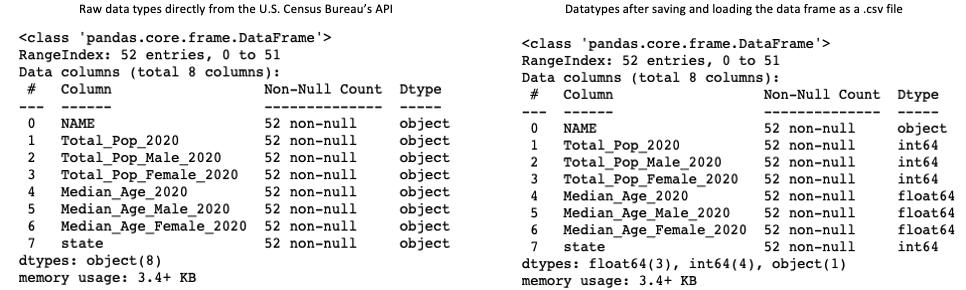 Raw data types directly from the U.S. Census Bureau's API
<class 'pandas.core.frame.DataFrame'>
RangeIndex: 52 entries, 0 to 51
Data columns (total 8 columns):
# Column Non-Null Count Dtype
--- ------ -------------- -----
0 NAME 52 non-null object
1 Total_Pop_2020 52 non-null object
2 Total_Pop_Male_2020 52 non-null object
3 Total_Pop_Female_2020 52 non-null object
4 Median_Age_2020 52 non-null object
5 Median_Age_Male_2020 52 non-null object
6 Median_Age_Female_2020 52 non-null object
7 state 52 non-null object
dtypes: object(8)
memory usage: 3.4+ KB
Datatypes after saving and loading the data frame as a .csv file
<class 'pandas.core.frame.DataFrame'>
RangeIndex: 52 entries, 0 to 51
Data columns (total 8 columns):
# Column Non-Null Count Dtype
--- ------ -------------- -----
0 NAME 52 non-null object
1 Total_Pop_2020 52 non-null int64
2 Total_Pop_Male_2020 52 non-null int64
3 Total_Pop_Female_2020 52 non-null int64
4 Median_Age_2020 52 non-null float64
5 Median_Age_Male_2020 52 non-null float64
6 Median_Age_Female_2020 52 non-null float64
7 state 52 non-null int64
dtypes: float64(3), int64(4), object(1)
memory usage: 3.4+ KB